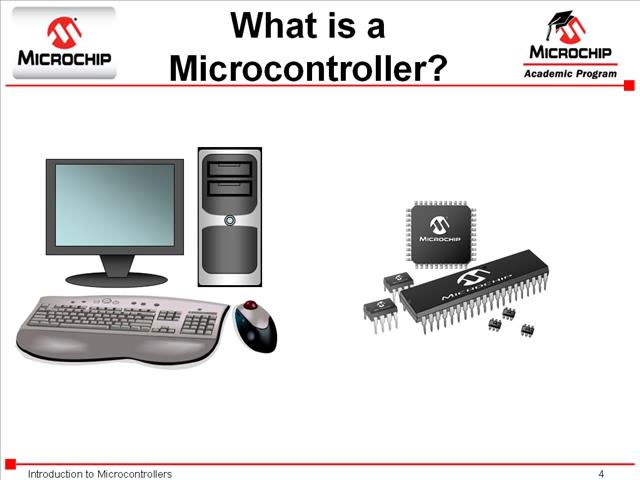 MICROCHIP
What is a
Microcontroller?
MICROCHIP
Academic Program
MICROCHIP
MICROCHIP
Introduction to Microcontrollers
4